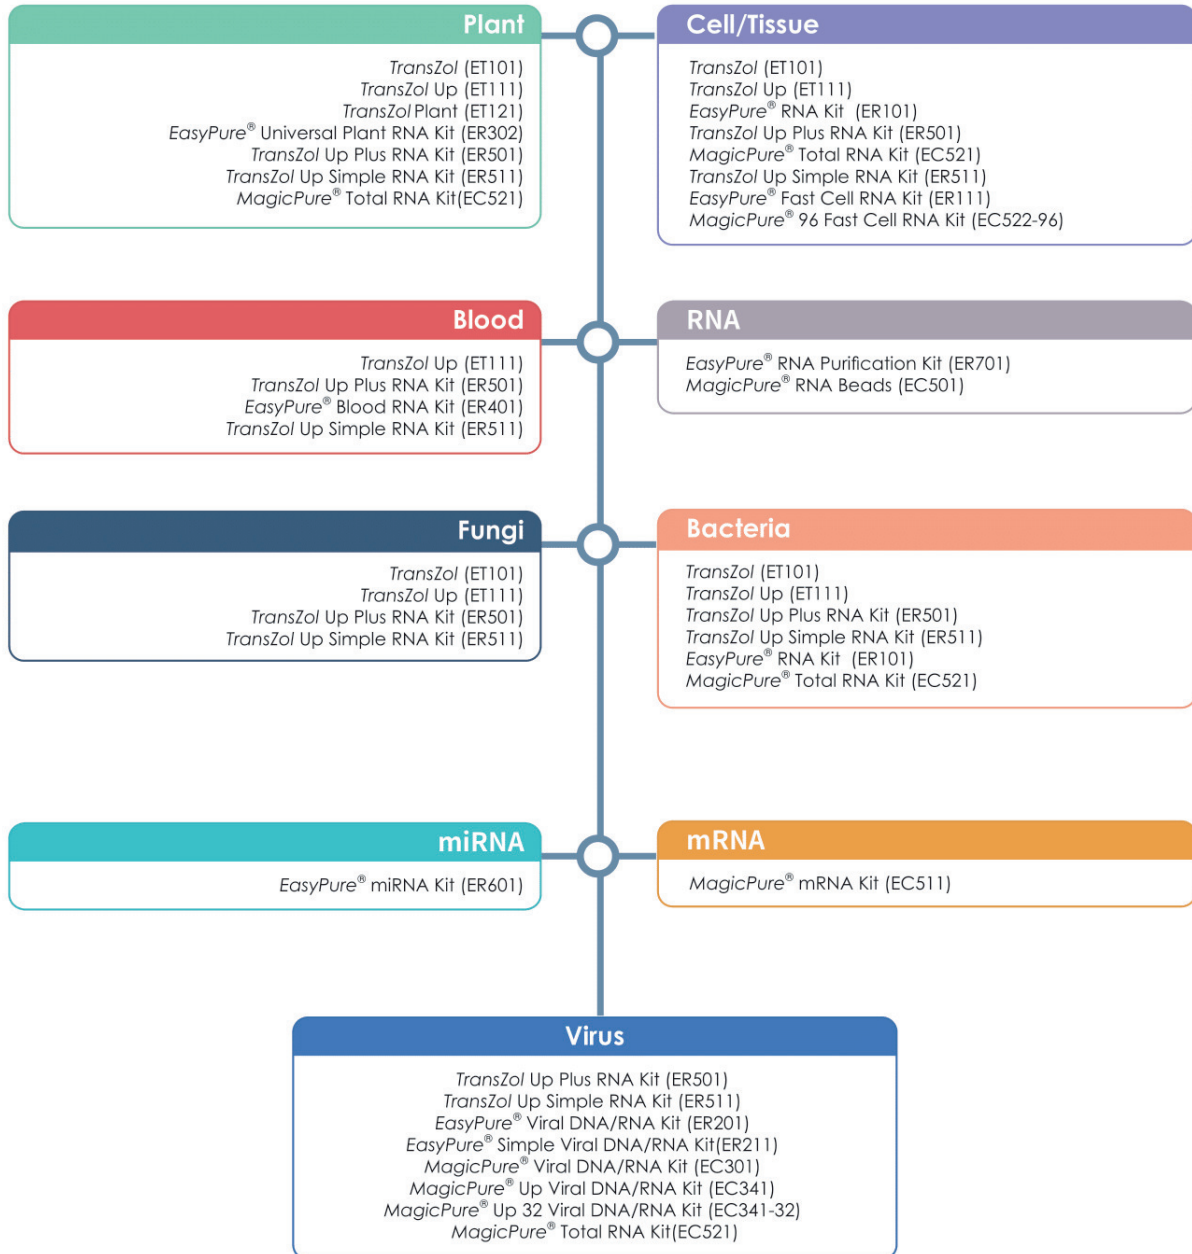 Plant
TransZol (ET101)
TransZol Up (ET111)
TransZol Plant (ET121)
EasyPure® Universal Plant RNA Kit (ER302)
TransZol Up Plus RNA Kit (ER501)
TransZol Up Simple RNA Kit (ER511)
MagicPure® Total RNA Kit(EC521)
Cell/Tissue
TransZol (ET101)
TransZol Up (ET111)
EasyPure® RNA Kit (ER101)
TransZol Up Plus RNA Kit (ER501)
MagicPure® Total RNA Kit (EC521)
TransZol Up Simple RNA Kit (ER511)
EasyPure® Fast Cell RNA Kit (ER111)
MagicPure® 96 Fast Cell RNA Kit (EC522-96)
Blood
TransZol Up (ET111)
TransZol Up Plus RNA Kit (ER501)
EasyPure® Blood RNA Kit (ER401)
TransZol Up Simple RNA Kit (ER511)
RNA
EasyPure® RNA Purification Kit (ER701)
MagicPure® RNA Beads (EC501)
Fungi
TransZol (ET101)
TransZol Up (ET111)
TransZol Up Plus RNA Kit (ER501)
TransZol Up Simple RNA Kit (ER511)
Bacteria
TransZol (ET101)
TransZol Up (ET111)
TransZol Up Plus RNA Kit (ER501)
TransZol Up Simple RNA Kit (ER511)
EasyPure® RNA Kit (ER101)
MagicPure® Total RNA Kit (EC521)
miRNA
EasyPure® miRNA Kit (ER601)
mRNA
MagicPure® mRNA Kit (EC511)
Virus
TransZol Up Plus RNA Kit (ER501)
TransZol Up Simple RNA Kit (ER511)
EasyPure® Viral DNA/RNA Kit (ER201)
EasyPure® Simple Viral DNA/RNA Kit(ER211)
MagicPure® Viral DNA/RNA Kit (EC301)
MagicPure® Up Viral DNA/RNA Kit (EC341)
MagicPure® Up 32 Viral DNA/RNA Kit (EC341-32)
MagicPure® Total RNA Kit(EC521)